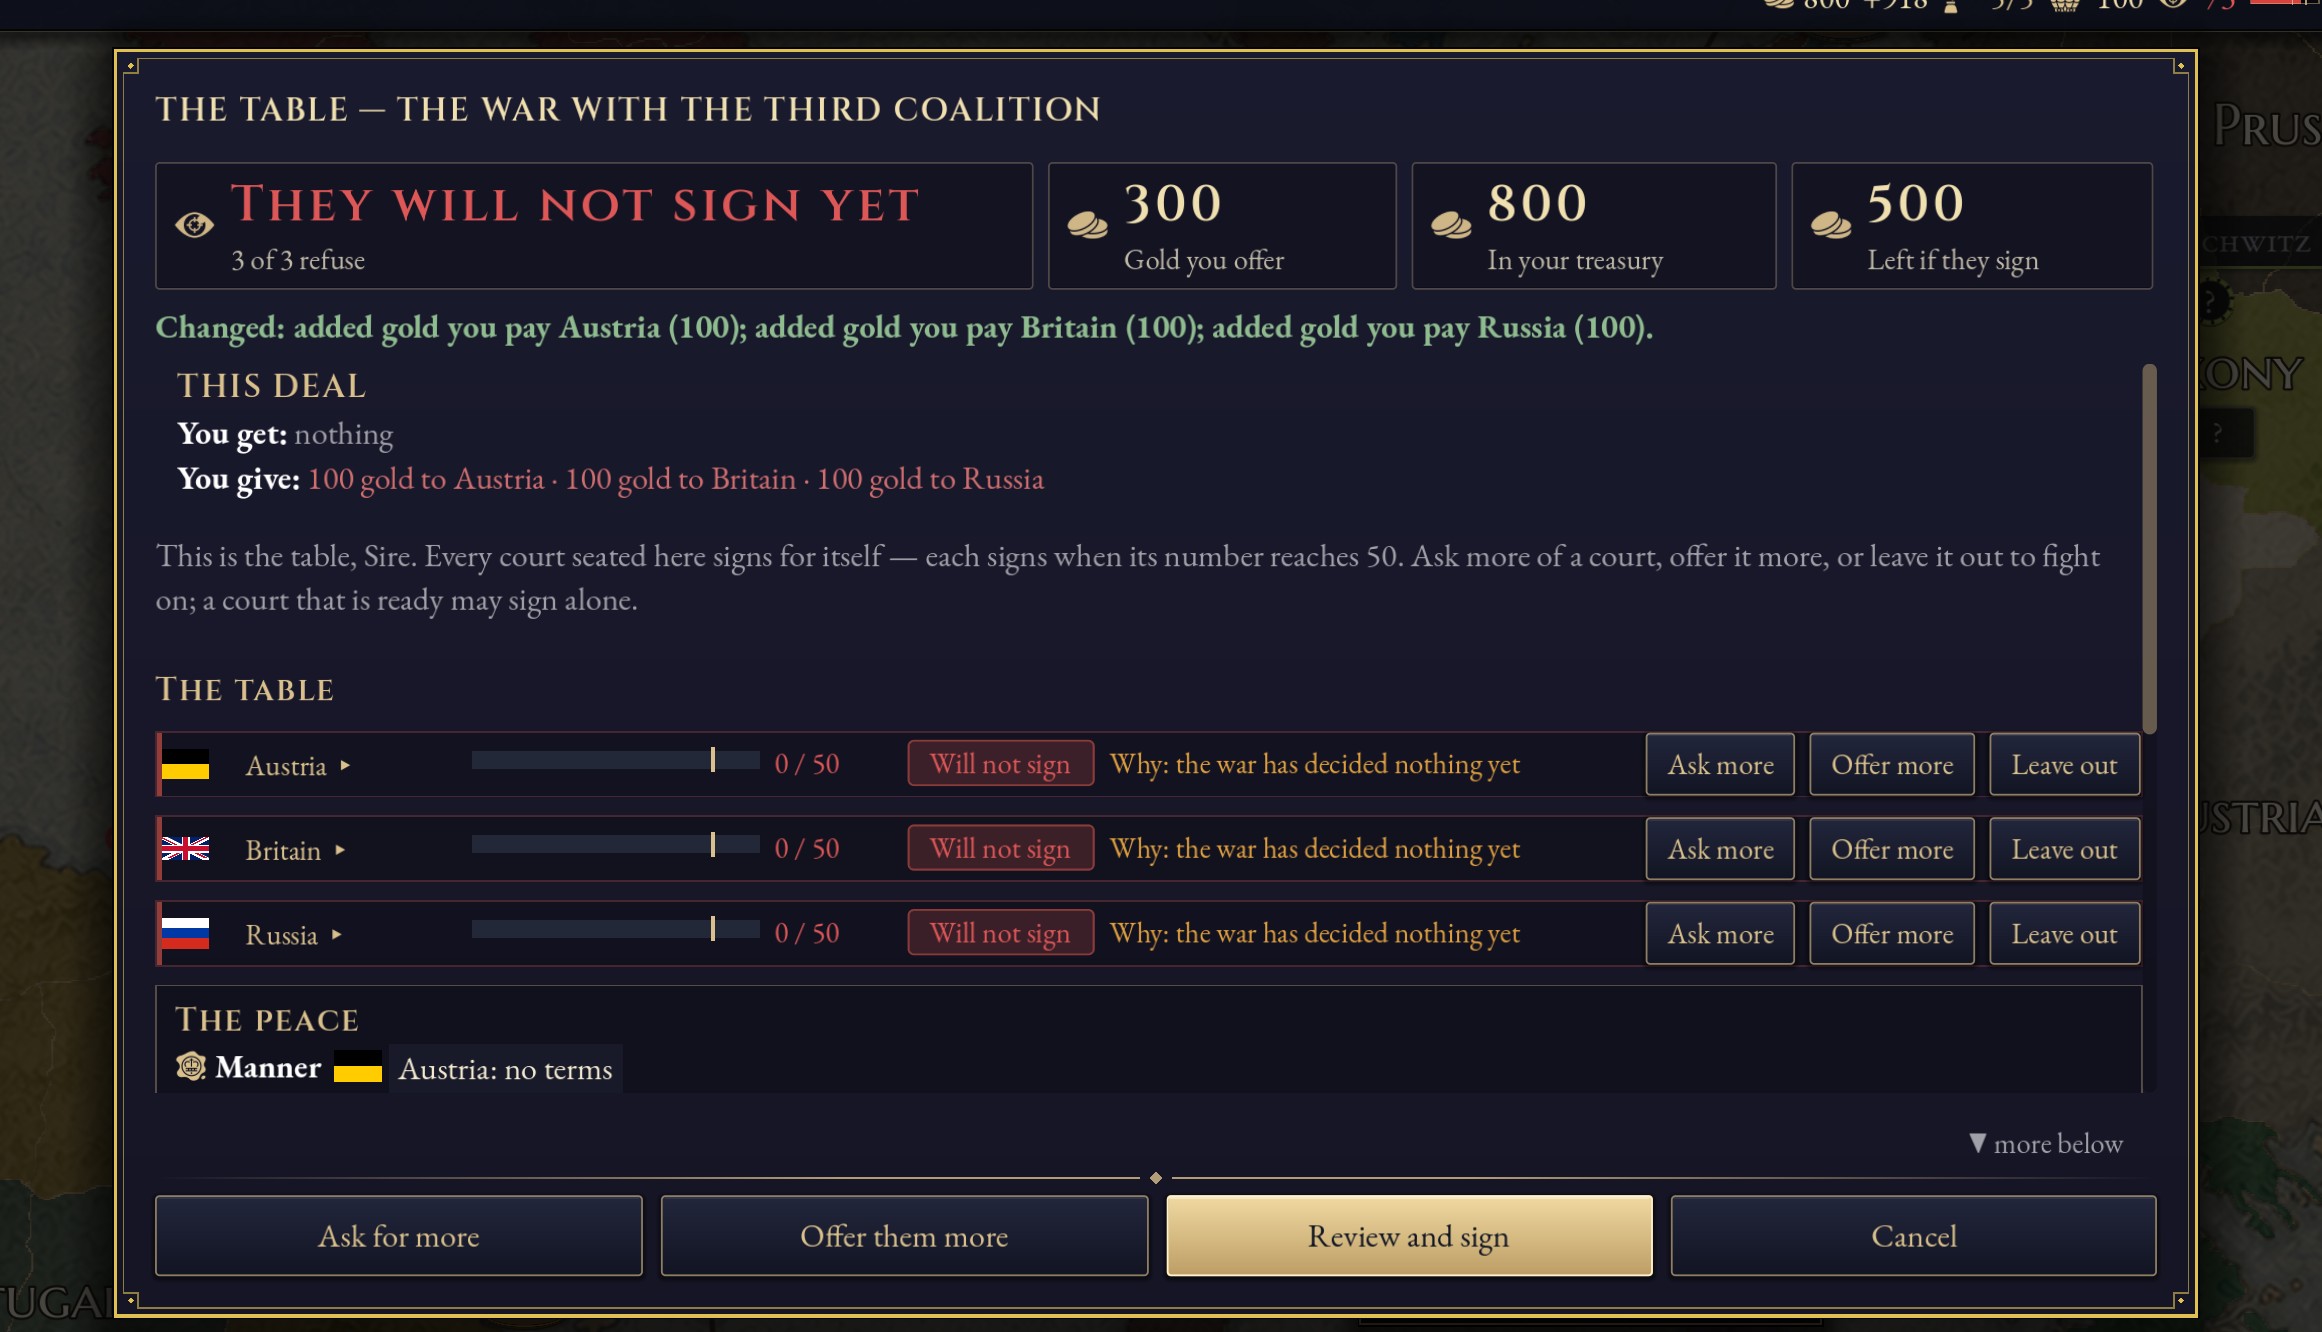 800 +918 3/3 100 73
PRUS
THE TABLE — THE WAR WITH THE THIRD COALITION
THEY WILL NOT SIGN YET
3 of 3 refuse
300
Gold you offer
800
In your treasury
500
Left if they sign
CHWITZ
?
Changed: added gold you pay Austria (100); added gold you pay Britain (100); added gold you pay Russia (100).
THIS DEAL
ONY
You get: nothing
?
You give: 100 gold to Austria · 100 gold to Britain · 100 gold to Russia
This is the table, Sire. Every court seated here signs for itself — each signs when its number reaches 50. Ask more of a court, offer it more, or leave it out to fight
on; a court that is ready may sign alone.
THE TABLE
Austria ▸ 0 / 50 Will not sign Why: the war has decided nothing yet Ask more Offer more Leave out
USTRIA
Britain ▸ 0 / 50 Will not sign Why: the war has decided nothing yet Ask more Offer more Leave out
Russia ▸ 0 / 50 Will not sign Why: the war has decided nothing yet Ask more Offer more Leave out
THE PEACE
Manner Austria: no terms
▼ more below
Ask for more Offer them more Review and sign Cancel
TUGAL